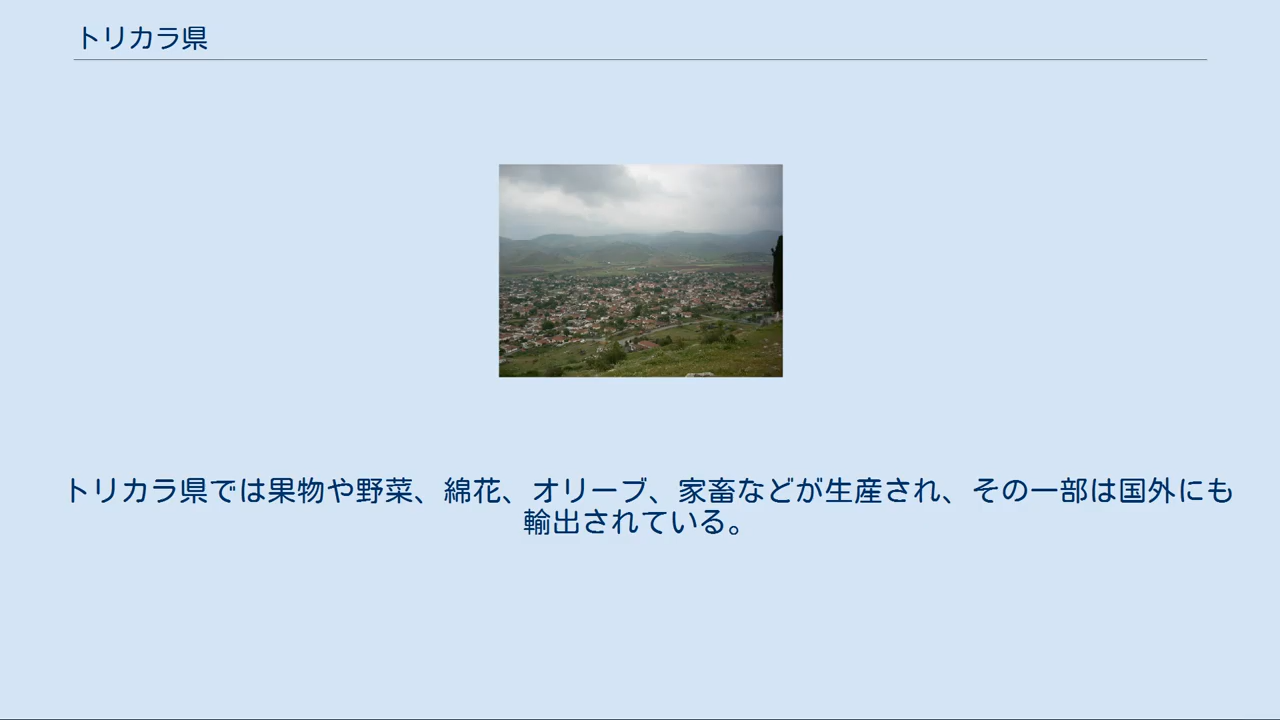 トリカラ県
トリカラ県では果物や野菜、綿花、オリーブ、家畜などが生産され、その一部は国外にも
輸出されている。